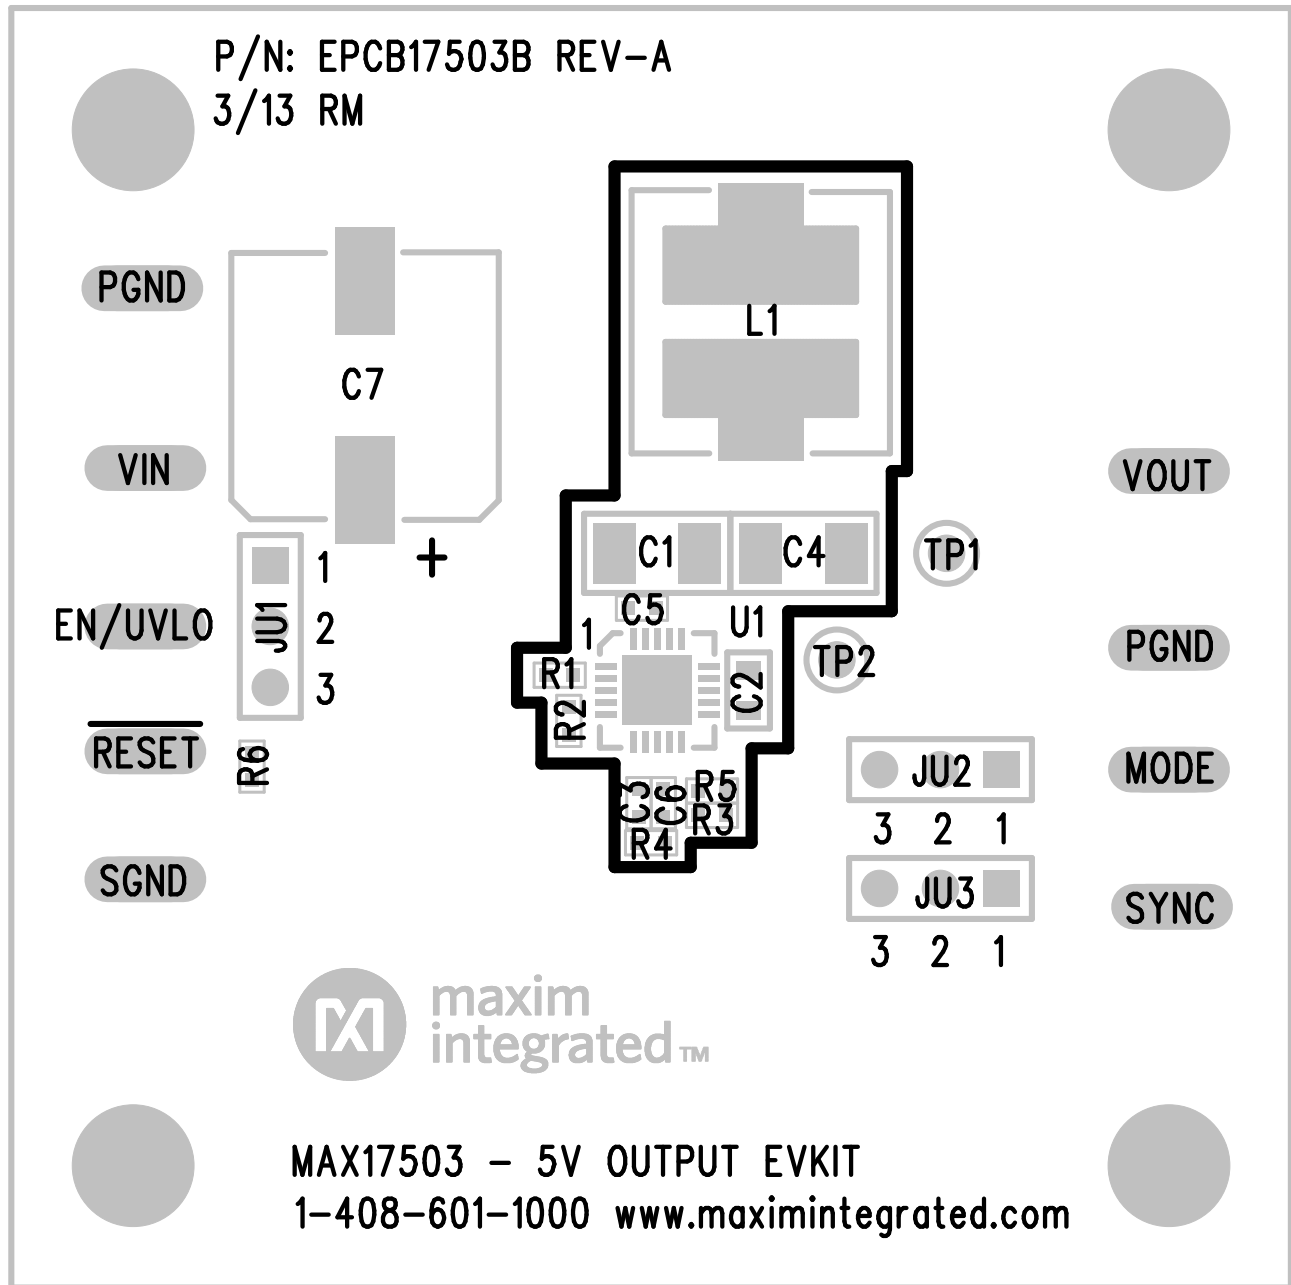 P/N: EPCB17503B REV-A
3/13 RM
PGND
L1
C7
VIN
VOUT
+
C1
C4
TP1
1
JU1
2
3
EN/UVLO
C5
U1
1
PGND
TP2
R1
C2
R2
RESET
R6
MODE
JU2
3 2 1
C3
C6
R5
R3
R4
SGND
JU3
SYNC
3 2 1
maxim
integrated™
MAX17503 - 5V OUTPUT EVKIT
1-408-601-1000 www.maximintegrated.com